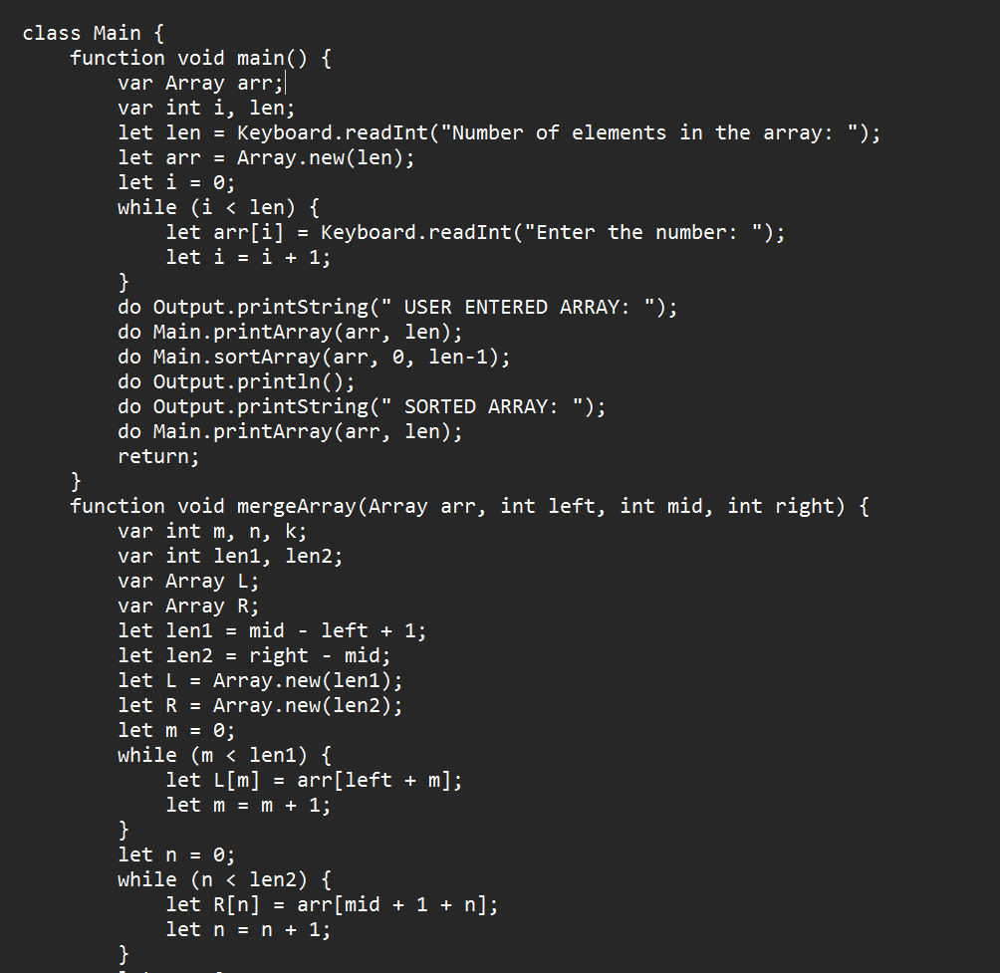 class Main {
    function void main() {
        var Array arr;
        var int i, len;
        let len = Keyboard.readInt("Number of elements in the array: ");
        let arr = Array.new(len);
        let i = 0;
        while (i < len) {
            let arr[i] = Keyboard.readInt("Enter the number: ");
            let i = i + 1;
        }
        do Output.printString(" USER ENTERED ARRAY: ");
        do Main.printArray(arr, len);
        do Main.sortArray(arr, 0, len-1);
        do Output.println();
        do Output.printString(" SORTED ARRAY: ");
        do Main.printArray(arr, len);
        return;
    }
    function void mergeArray(Array arr, int left, int mid, int right) {
        var int m, n, k;
        var int len1, len2;
        var Array L;
        var Array R;
        let len1 = mid - left + 1;
        let len2 = right - mid;
        let L = Array.new(len1);
        let R = Array.new(len2);
        let m = 0;
        while (m < len1) {
            let L[m] = arr[left + m];
            let m = m + 1;
        }
        let n = 0;
        while (n < len2) {
            let R[n] = arr[mid + 1 + n];
            let n = n + 1;
        }